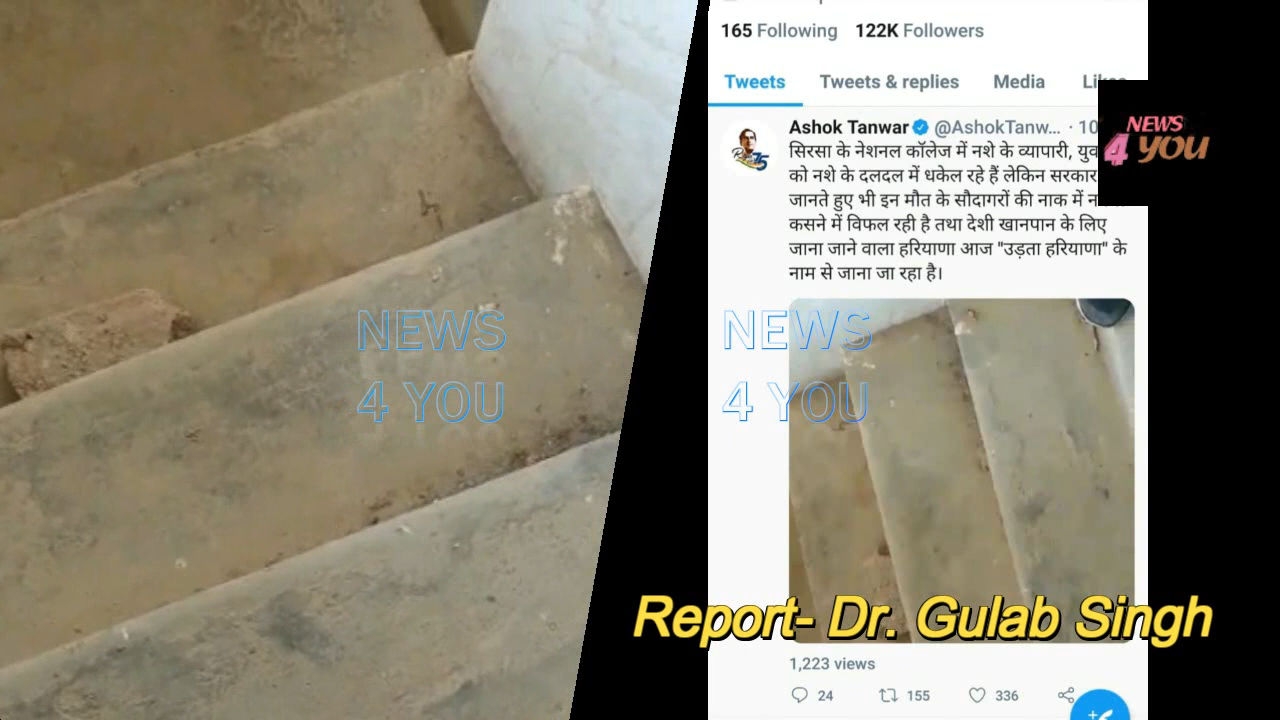 165 Following 122K Followers
Tweets Tweets & replies Media
Ashok Tanwar @AshokTanw... · 10
सिरसा के नेशनल कॉलेज में नशे के व्यापारी,
को नशे के दलदल में धकेल रहे हैं लेकिन सरकार
जानते हुए भी इन मौत के सौदागरों की नाक में
कसने में विफल रही है तथा देशी खानपान के लिए
जाना जाने वाला हरियाणा आज "उड़ता हरियाणा" के
नाम से जाना जा रहा है।
NEWS
4 YOU
NEWS
4 YOU
NEWS
4 YOU
Report- Dr. Gulab Singh
1,223 views
24 155 336